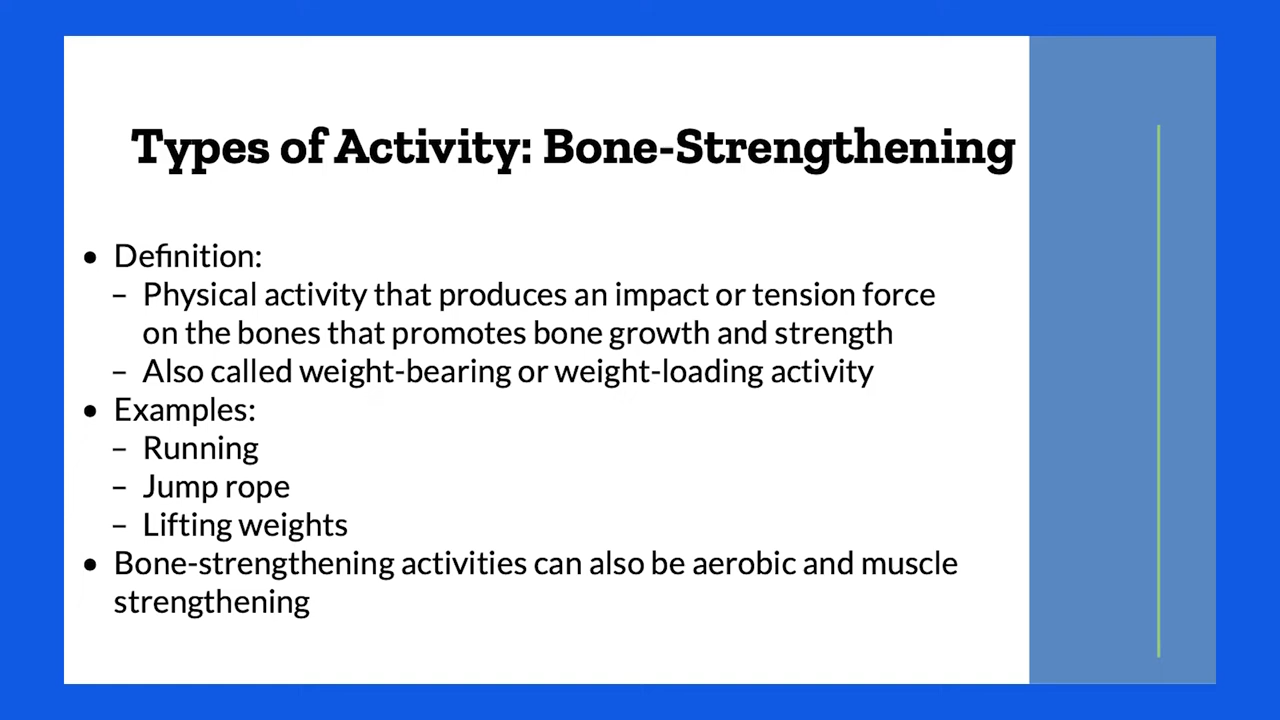 Types of Activity: Bone-Strengthening
• Definition:
– Physical activity that produces an impact or tension force
on the bones that promotes bone growth and strength
– Also called weight-bearing or weight-loading activity
• Examples:
– Running
– Jump rope
– Lifting weights
• Bone-strengthening activities can also be aerobic and muscle
strengthening